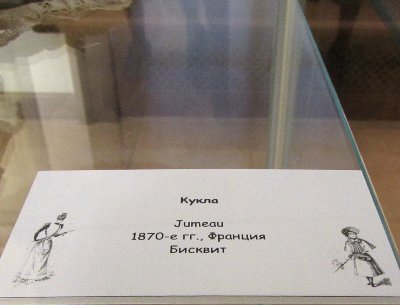 Кукла
Jumeau
1870-е гг., Франция
Бисквит